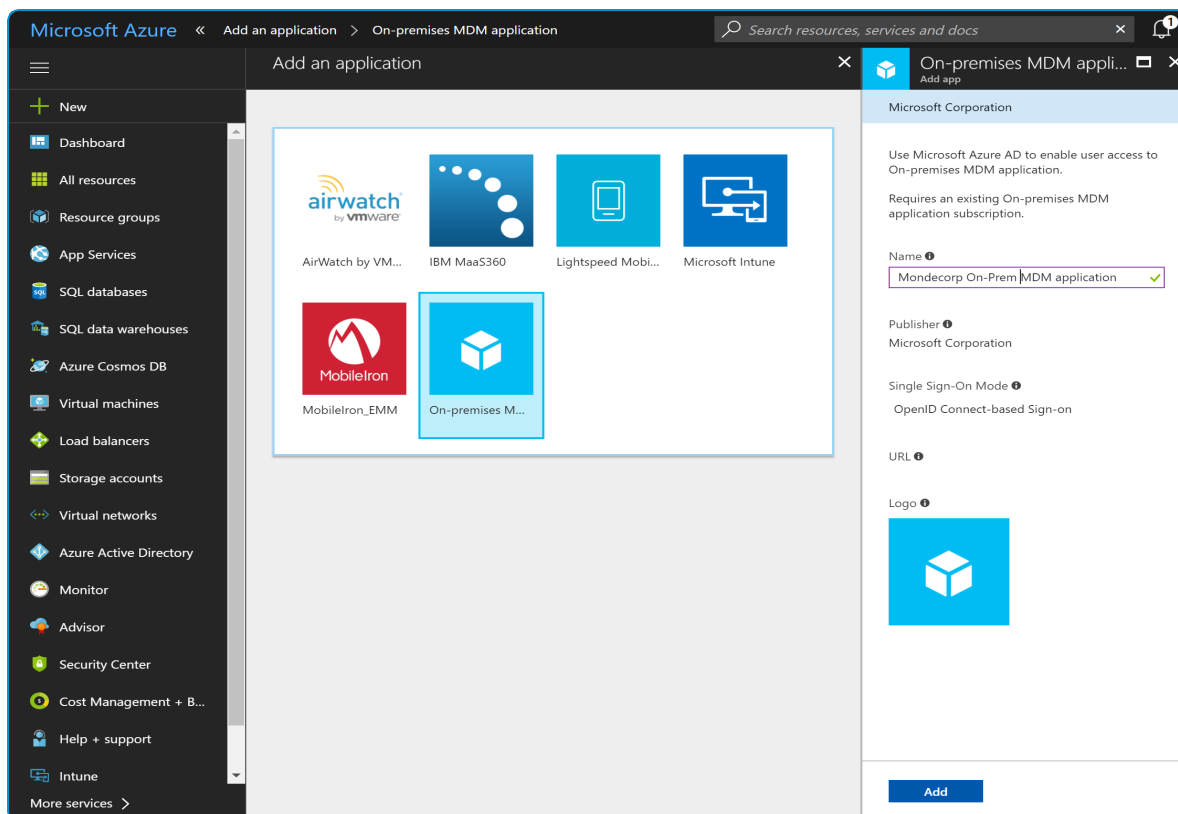 Microsoft Azure « Add an application > On-premises MDM application
Search resources, services and docs
1
Add an application
On-premises MDM appli...
Add app
New
Dashboard
All resources
Resource groups
App Services
SQL databases
SQL data warehouses
Azure Cosmos DB
Virtual machines
Load balancers
Storage accounts
Virtual networks
Azure Active Directory
Monitor
Advisor
Security Center
Cost Management + B...
Help + support
Intune
More services >
airwatch
by vmware
AirWatch by VM...
IBM MaaS360
Lightspeed Mobi...
Microsoft Intune
MobileIron
MobileIron_EMM
On-premises M...
Microsoft Corporation
Use Microsoft Azure AD to enable user access to
On-premises MDM application.
Requires an existing On-premises MDM
application subscription.
Name
Mondecorp On-Prem MDM application
Publisher
Microsoft Corporation
Single Sign-On Mode
OpenID Connect-based Sign-on
URL
Logo
Add